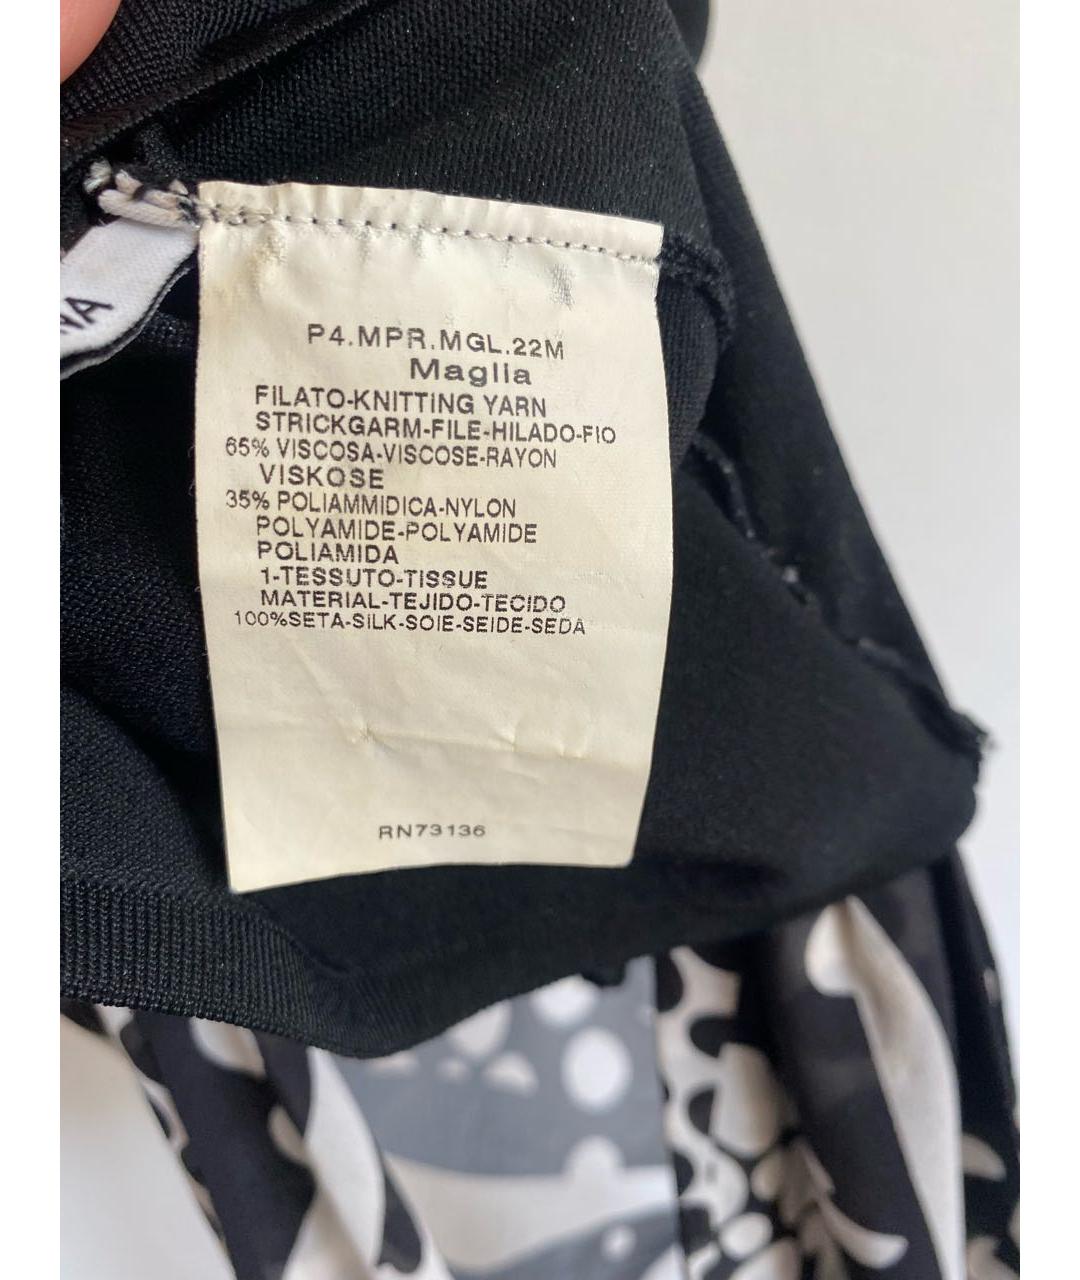 P4.MPR.MGL.22M
Maglia
FILATO-KNITTING YARN
STRICKGARM-FILE-HILADO-FIO
65% VISCOSA-VISCOSE-RAYON
VISKOSE
35% POLIAMMIDICA-NYLON
POLYAMIDE-POLYAMIDE
POLIAMIDA
1-TESSUTO-TISSUE
MATERIAL-TEJIDO-TECIDO
100%SETA-SILK-SOIE-SEIDE-SEDA
RN73136